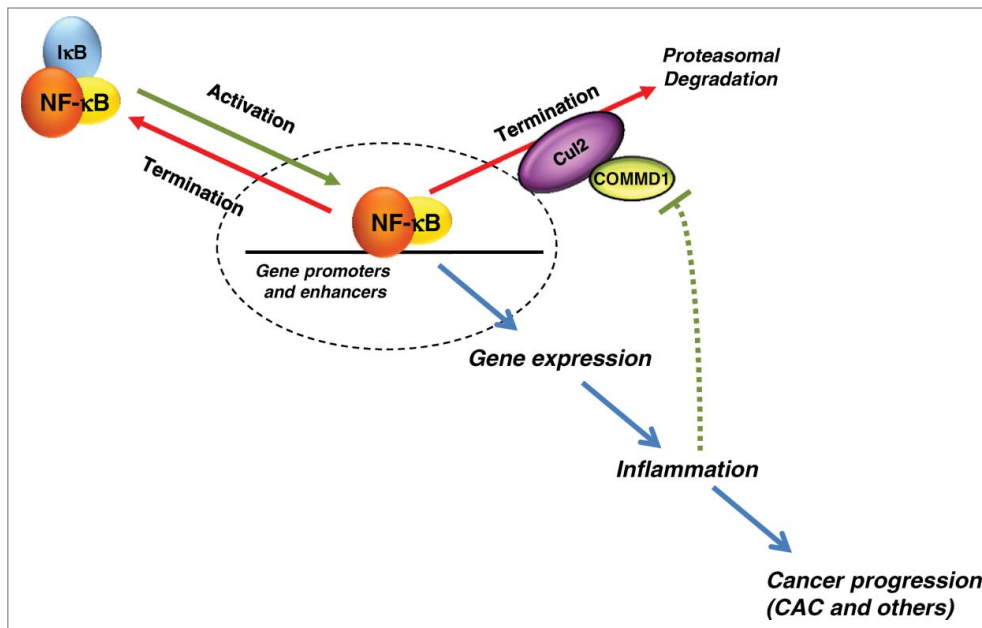 IκB
NF-κB
Activation
Termination
Termination
Proteasomal
Degradation
Cul2
COMMD1
NF-κB
Gene promoters
and enhancers
Gene expression
Inflammation
Cancer progression
(CAC and others)